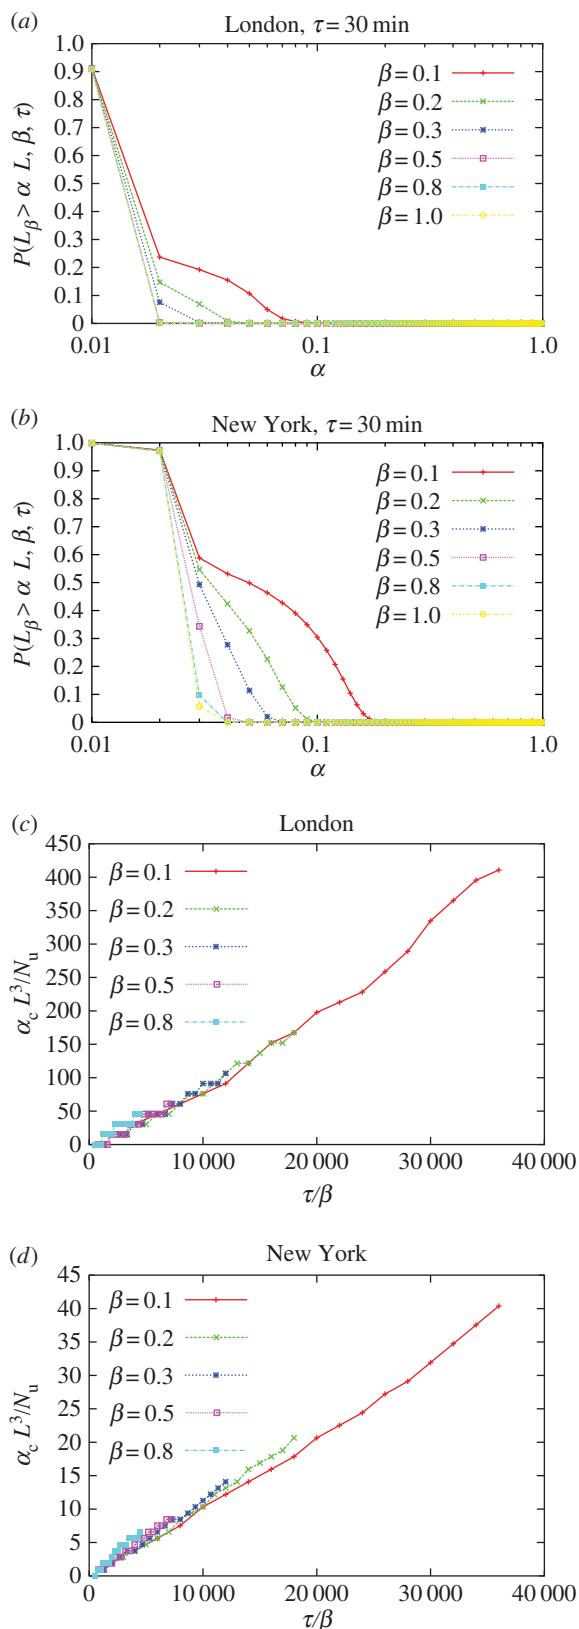 (a) London, τ = 30 min
1.0
0.9
0.8
0.7
0.6
0.5
0.4
0.3
0.2
0.1
0
P(Lβ > α L, β, τ)
β = 0.1
β = 0.2
β = 0.3
β = 0.5
β = 0.8
β = 1.0
0.01 0.1 1.0
α
(b) New York, τ = 30 min
1.0
0.9
0.8
0.7
0.6
0.5
0.4
0.3
0.2
0.1
0
P(Lβ > α L, β, τ)
β = 0.1
β = 0.2
β = 0.3
β = 0.5
β = 0.8
β = 1.0
0.01 0.1 1.0
α
(c) London
450
400
350
300
250
200
150
100
50
0
αc L³/Nu
β = 0.1
β = 0.2
β = 0.3
β = 0.5
β = 0.8
0 10 000 20 000 30 000 40 000
τ/β
(d) New York
45
40
35
30
25
20
15
10
5
0
αc L³/Nu
β = 0.1
β = 0.2
β = 0.3
β = 0.5
β = 0.8
0 10 000 20 000 30 000 40 000
τ/β